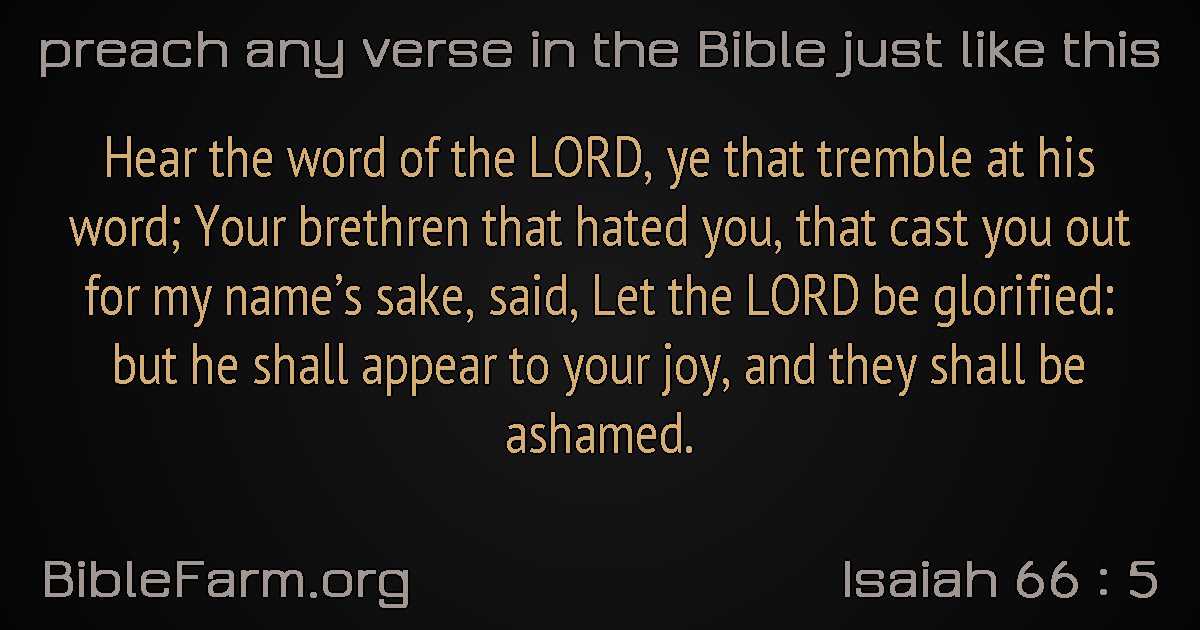 preach any verse in the Bible just like this
Hear the word of the LORD, ye that tremble at his
word; Your brethren that hated you, that cast you out
for my name’s sake, said, Let the LORD be glorified:
but he shall appear to your joy, and they shall be
ashamed.
BibleFarm.org
Isaiah 66 : 5